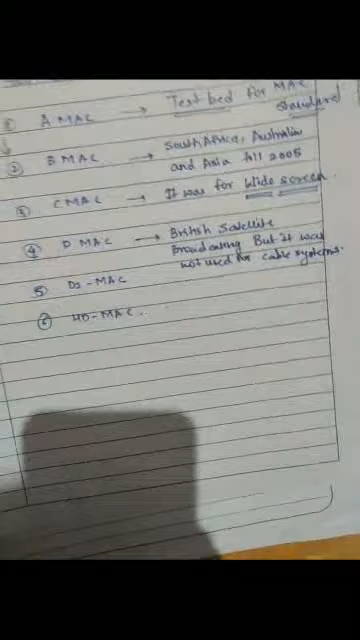 ① A MAC → Test bed for MAC
standard
② B MAC → South Africa, Australia
and Asia till 2005
③ C MAC → It was for Wide screen.
④ D MAC → British Satellite
broadcating But it was
not used for cable systems.
⑤ D2-MAC
⑥ HD-MAC.